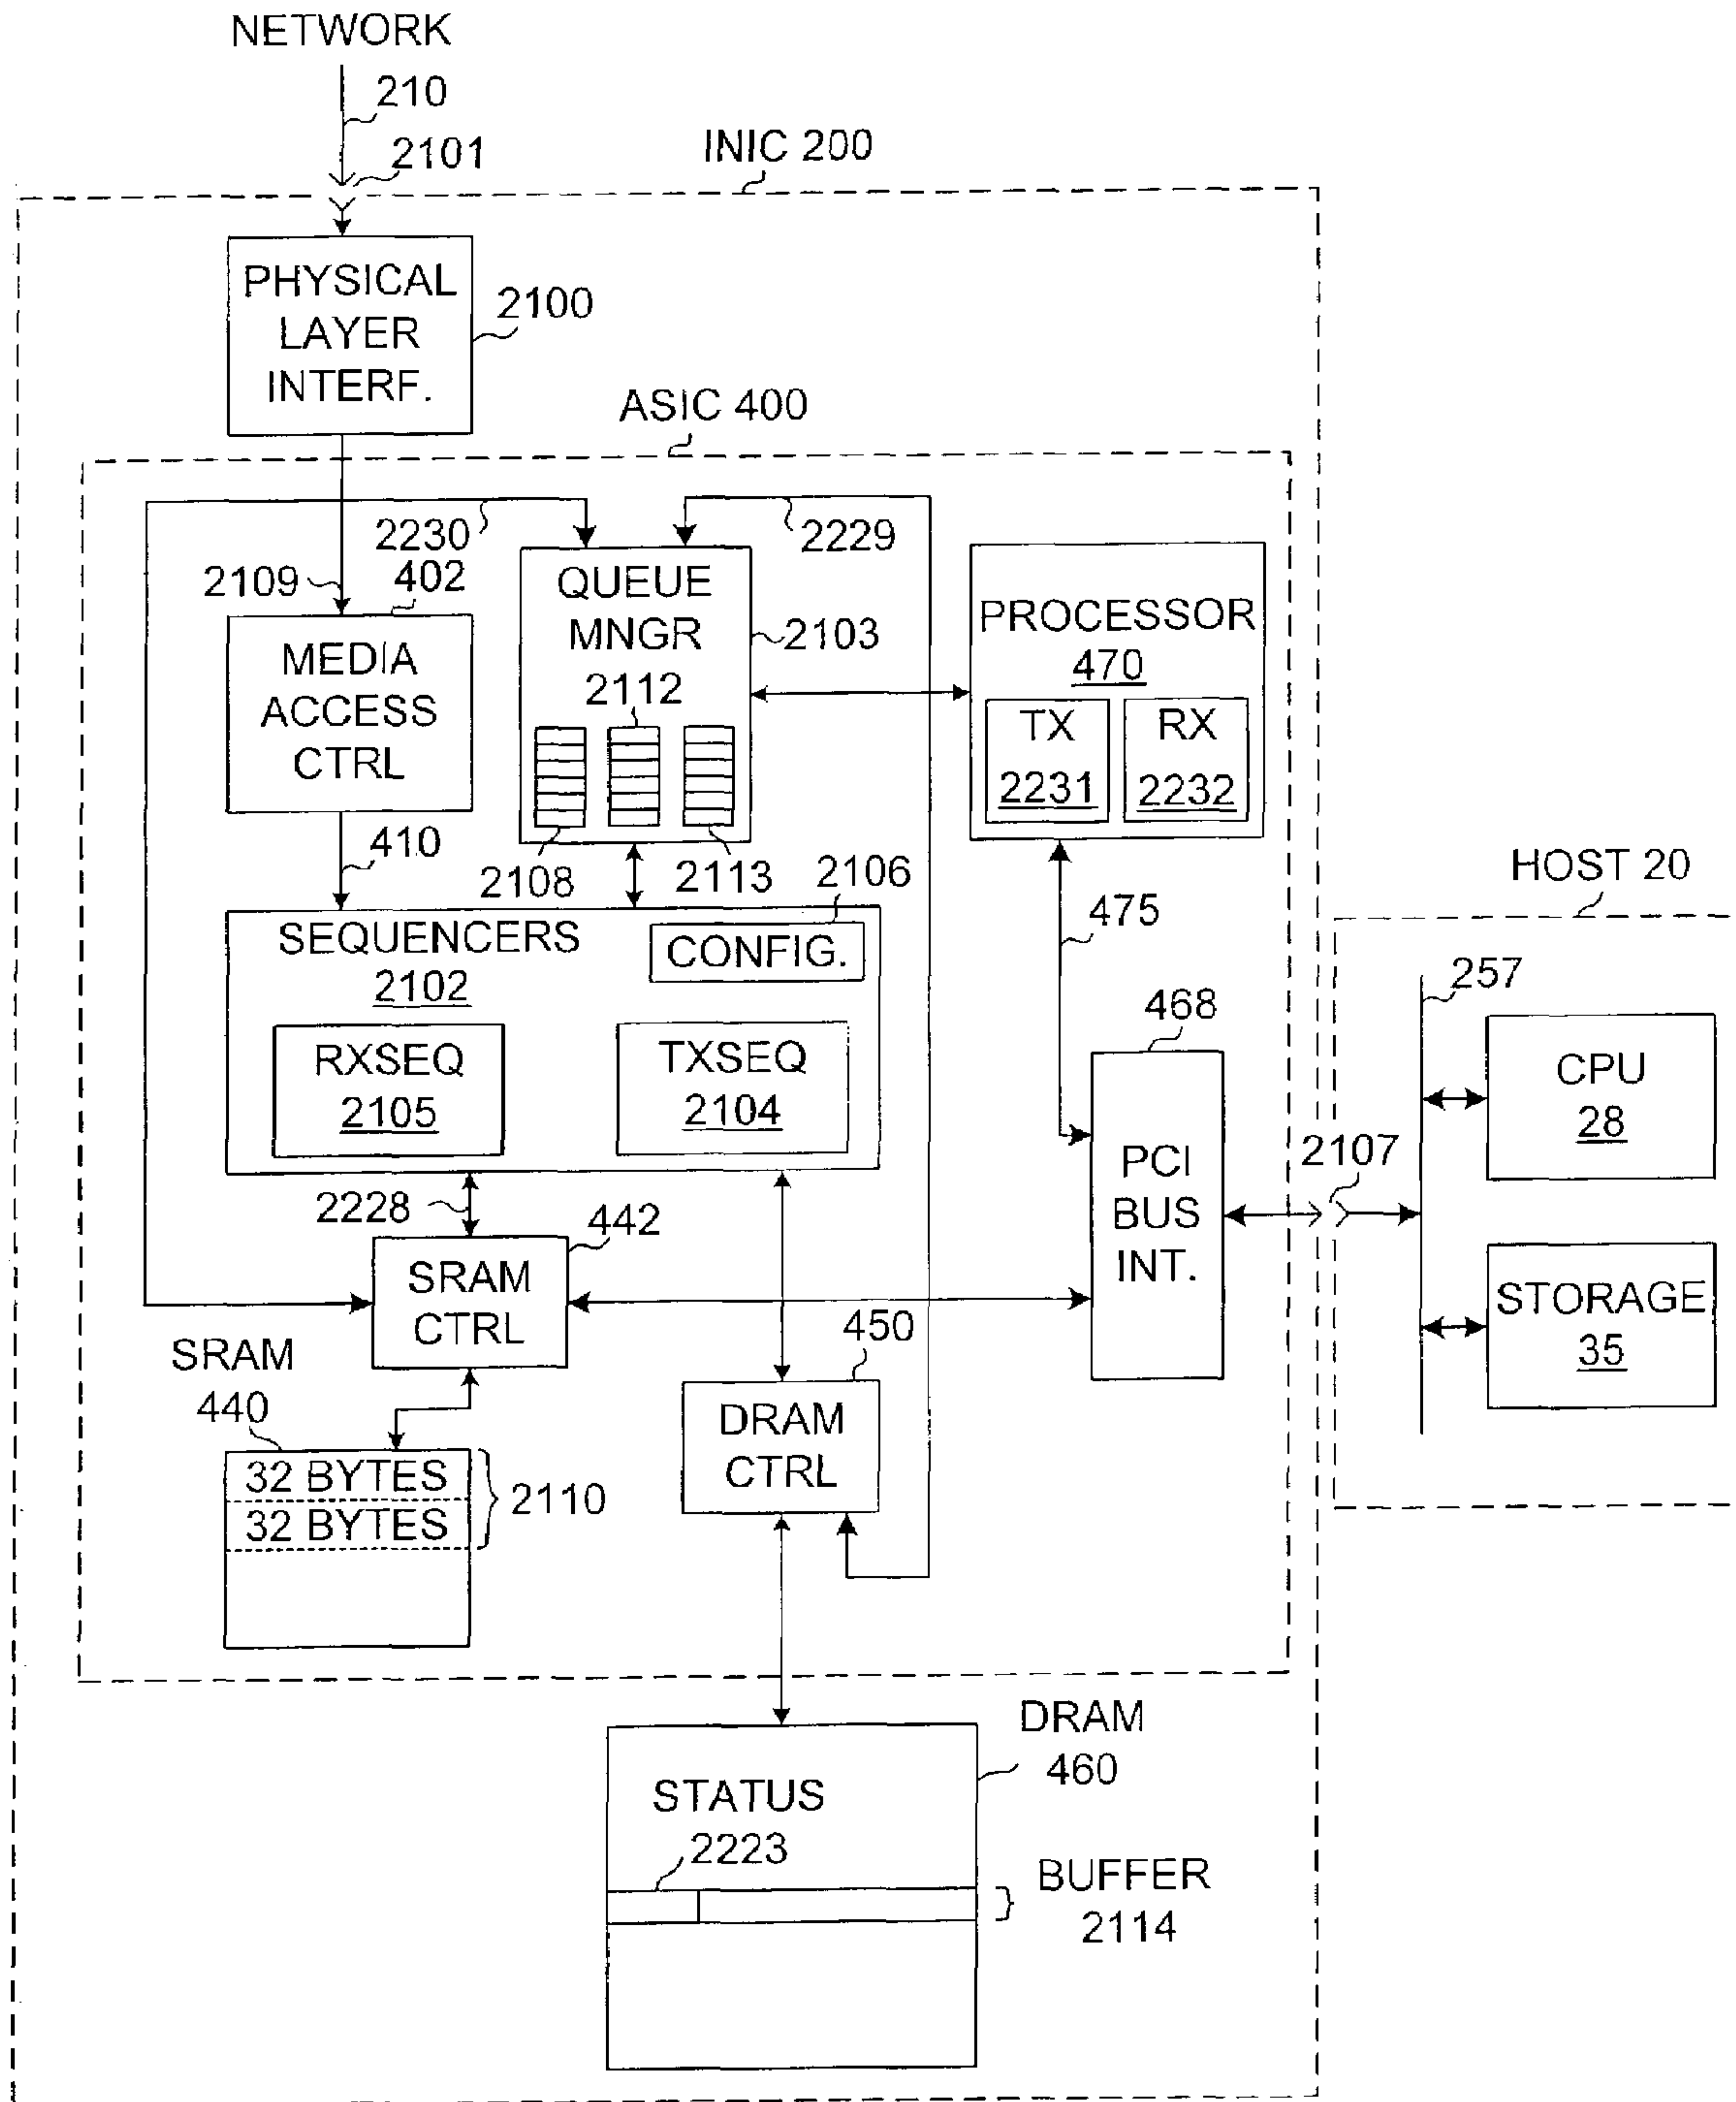 NETWORK
210
2101
INIC 200
PHYSICAL
LAYER
INTERF.
2100
ASIC 400
2230
2229
2109
402
MEDIA
ACCESS
CTRL
QUEUE
MNGR
2112
2103
PROCESSOR
470
TX
2231
RX
2232
410
2108
2113
2106
475
HOST 20
SEQUENCERS
2102
CONFIG.
RXSEQ
2105
TXSEQ
2104
468
257
CPU
28
PCI
BUS
INT.
2107
2228
442
SRAM
CTRL
STORAGE
35
450
SRAM
440
DRAM
CTRL
32 BYTES
32 BYTES
2110
DRAM
460
STATUS
2223
BUFFER
2114